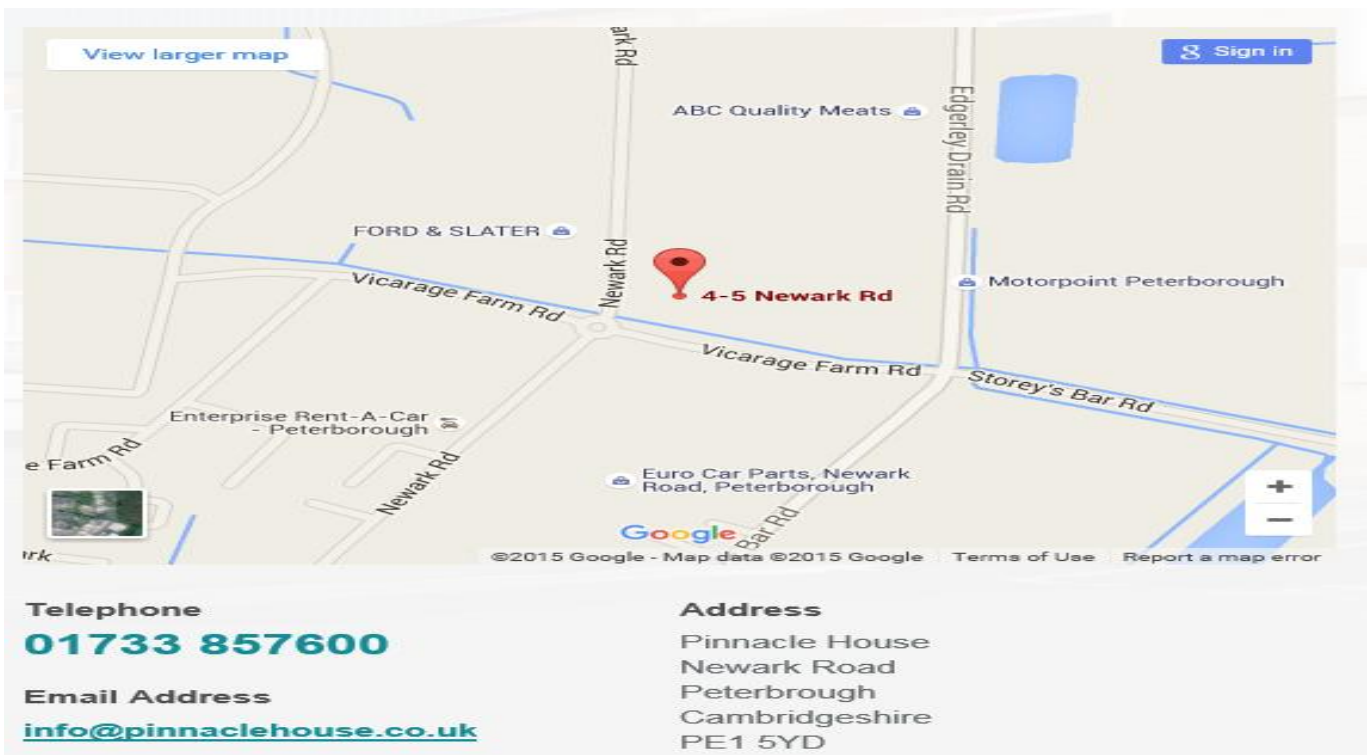 View larger map
Sign in
ark Rd
ABC Quality Meats
Edgerley Drain Rd
FORD & SLATER
Newark Rd
4-5 Newark Rd
Motorpoint Peterborough
Vicarage Farm Rd
Vicarage Farm Rd
Storey's Bar Rd
Enterprise Rent-A-Car
- Peterborough
e Farm Rd
Newark Rd
Euro Car Parts, Newark
Road, Peterborough
+
−
Google
Bar Rd
ark
©2015 Google - Map data ©2015 Google
Terms of Use
Report a map error
Telephone
01733 857600
Email Address
info@pinnaclehouse.co.uk
Address
Pinnacle House
Newark Road
Peterbrough
Cambridgeshire
PE1 5YD